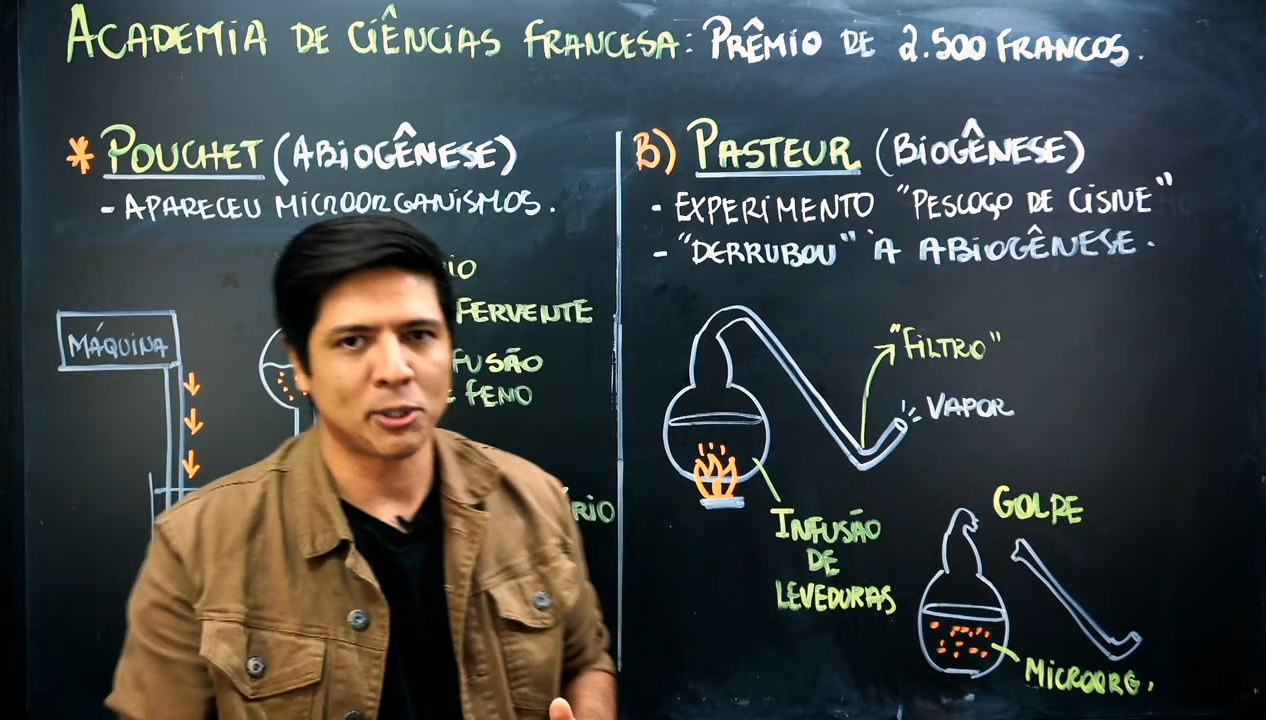 ACADEMIA DE CIÊNCIAS FRANCESA: PRÊMIO DE 2.500 FRANCOS.
* POUCHET (ABIOGÊNESE)
- APARECEU MICROORGANISMOS.
FERVENTE
FENO
MÁQUINA
B) PASTEUR (BIOGÊNESE)
- EXPERIMENTO "PESCOÇO DE CISNE"
- "DERRUBOU" A ABIOGÊNESE.
"FILTRO"
VAPOR
INFUSÃO
DE
LEVEDURAS
GOLPE
MICROORG.